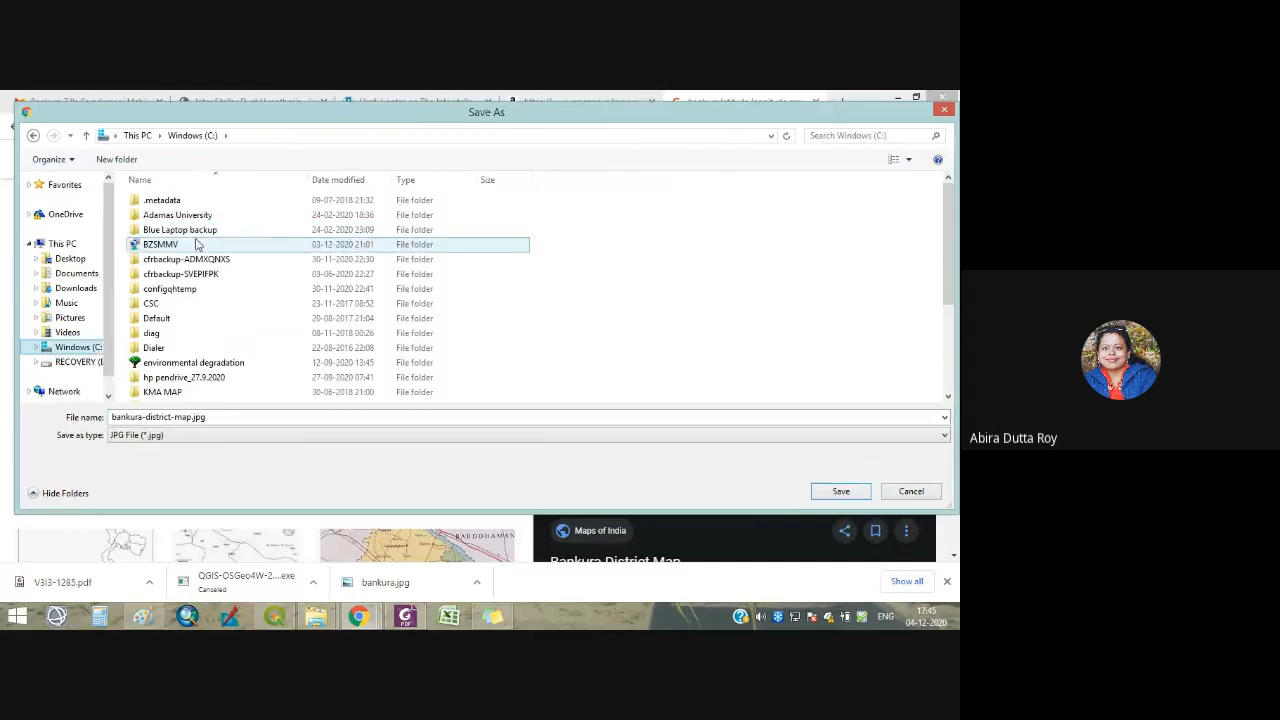 Save As
This PC Windows (C:)
Search Windows (C:)
Organize New folder
Name Date modified Type Size
Favorites
OneDrive
This PC
Desktop
Documents
Downloads
Music
Pictures
Videos
Windows (C:
RECOVERY (I
Network
.metadata 09-07-2018 21:32 File folder
Adamas University 24-02-2020 18:36 File folder
Blue Laptop backup 24-02-2020 23:09 File folder
BZSMMV 03-12-2020 21:01 File folder
cfrbackup-ADMXQNXS 30-11-2020 22:30 File folder
cfrbackup-SVEPIFPK 03-06-2020 22:27 File folder
configqhtemp 30-11-2020 22:41 File folder
CSC 23-11-2017 08:52 File folder
Default 20-08-2017 21:04 File folder
diag 08-11-2018 00:26 File folder
Dialer 22-08-2016 22:08 File folder
environmental degradation 12-09-2020 13:45 File folder
hp pendrive_27.9.2020 27-09-2020 07:41 File folder
KMA MAP 30-06-2018 21:00 File folder
File name: bankura-district-map.jpg
Save as type: JPG File (*.jpg)
Hide Folders
Save Cancel
BARDDHAMAN
Maps of India
Bankura District Map
V3I3-1285.pdf
QGIS-OSGeo4W-2....exe
Canceled
bankura.jpg
Show all
ENG
17:45
04-12-2020
Abira Dutta Roy